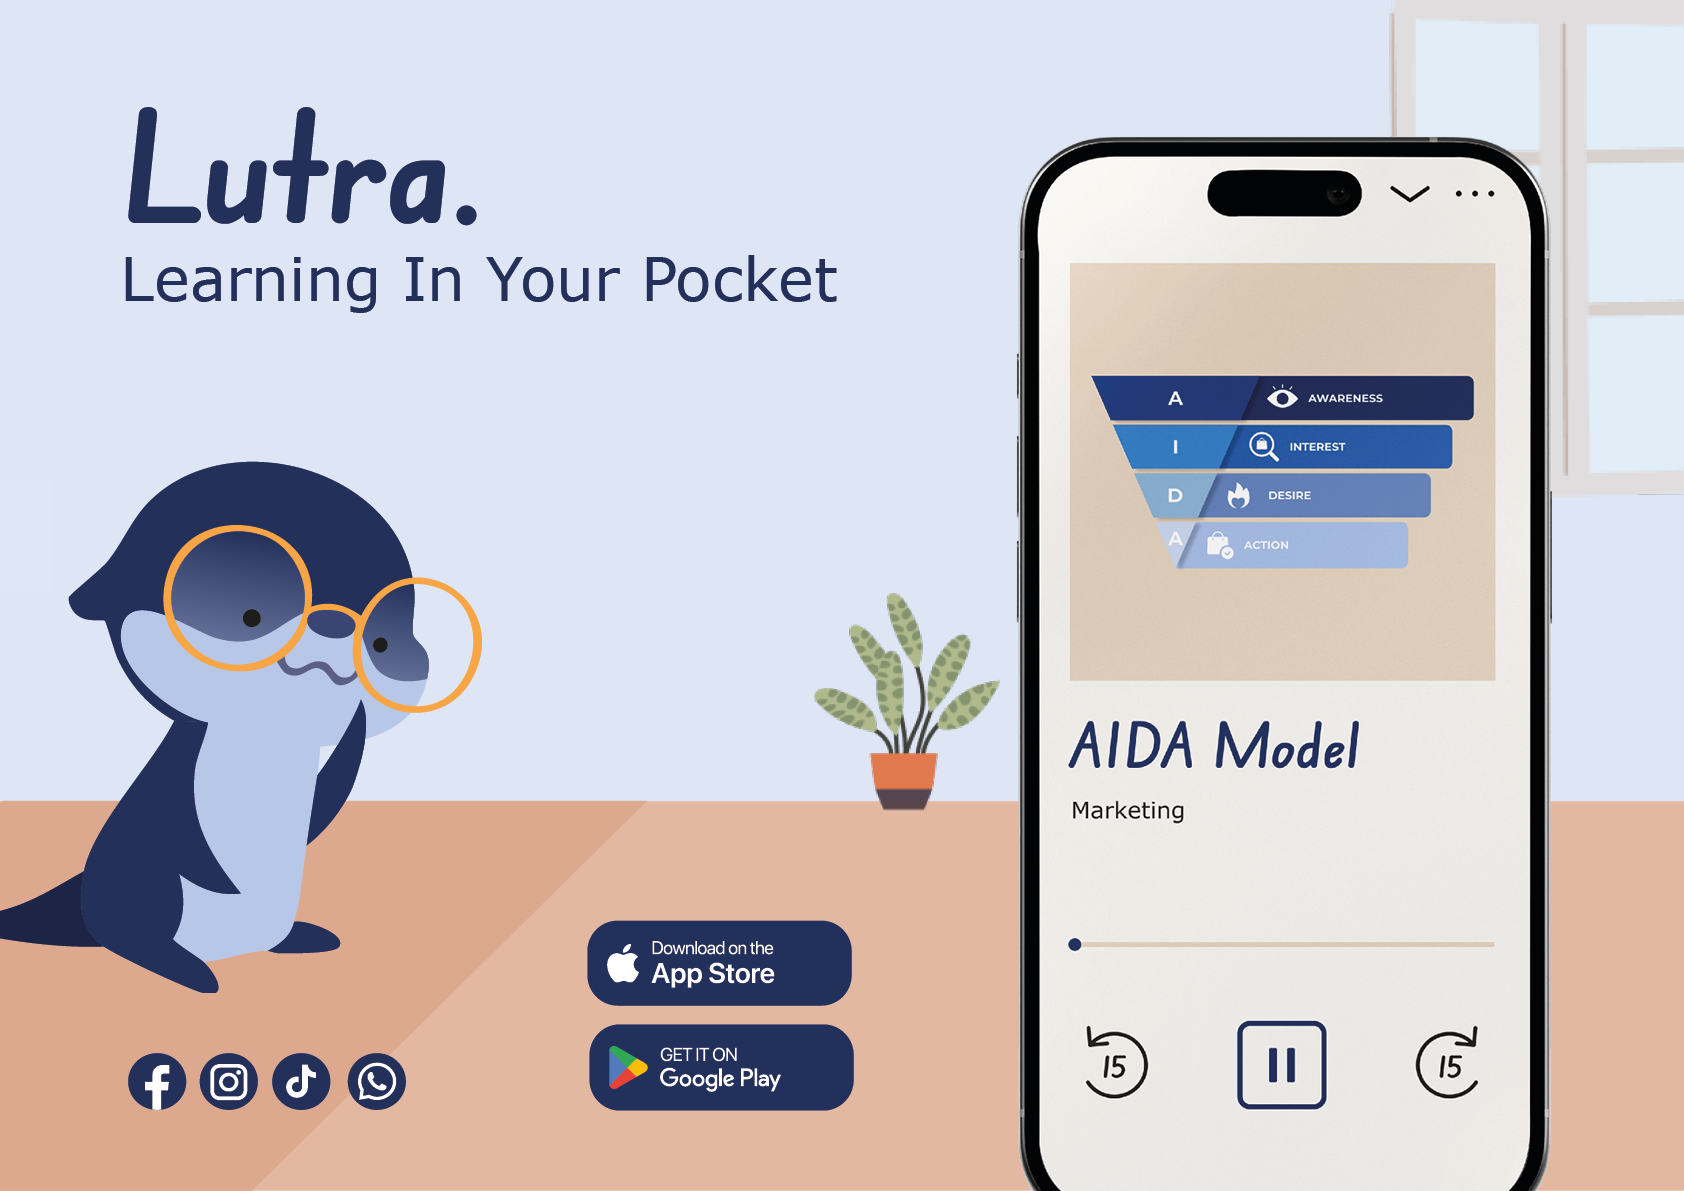 Lutra.
Learning In Your Pocket
A AWARENESS
I INTEREST
D DESIRE
A ACTION
AIDA Model
Marketing
15
15
Download on the
App Store
GET IT ON
Google Play